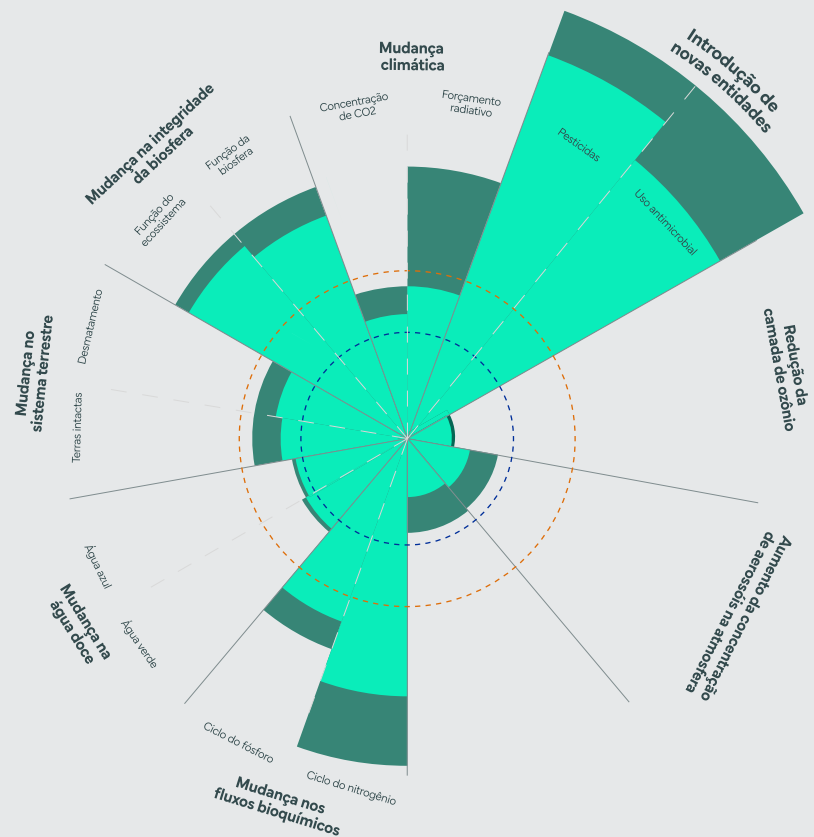 Mudança
climática
Concentração
de CO2
Forçamento
radiativo
Introdução de
novas entidades
Pesticidas
Uso antimicrobial
Redução da
camada de ozônio
Aumento da concentração
de aerossóis na atmosfera
Ciclo do nitrogênio
Ciclo do fósforo
Mudança nos
fluxos bioquímicos
Água verde
Água azul
Mudança na
água doce
Terras intactas
Desmatamento
Mudança no
sistema terrestre
Função do
ecossistema
Função da
biosfera
Mudança na integridade
da biosfera